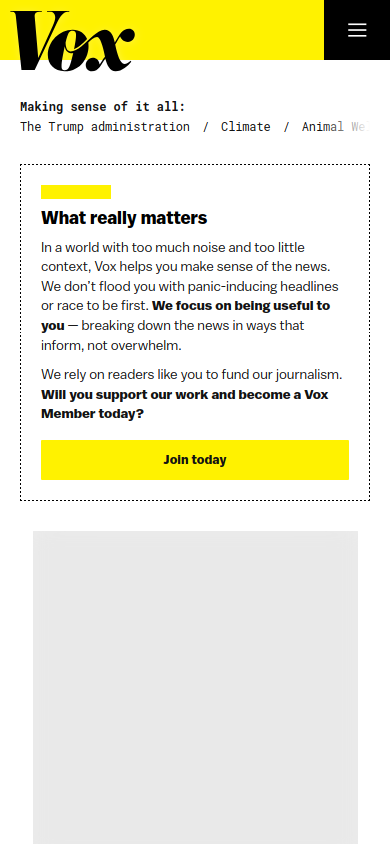 Vox
Making sense of it all:
The Trump administration / Climate / Animal We
What really matters
In a world with too much noise and too little
context, Vox helps you make sense of the news.
We don't flood you with panic-inducing headlines
or race to be first. We focus on being useful to
you — breaking down the news in ways that
inform, not overwhelm.
We rely on readers like you to fund our journalism.
Will you support our work and become a Vox
Member today?
Join today